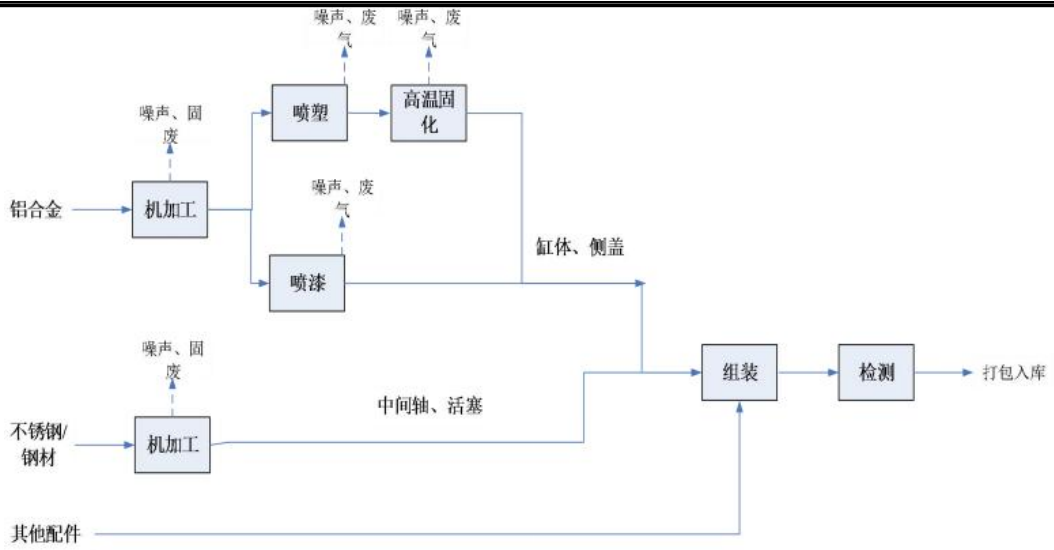 噪声、废
气
噪声、废
气
喷塑
高温固
化
噪声、固
废
铝合金
机加工
噪声、废
气
喷漆
缸体、侧盖
噪声、固
废
组装
检测
打包入库
中间轴、活塞
不锈钢/
钢材
机加工
其他配件